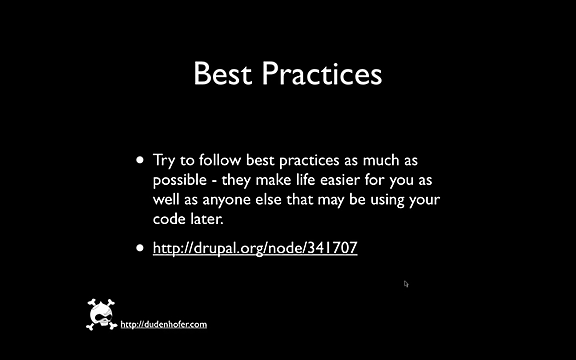 Best Practices
• Try to follow best practices as much as
possible - they make life easier for you as
well as anyone else that may be using your
code later.
• http://drupal.org/node/341707
http://dudenhofer.com